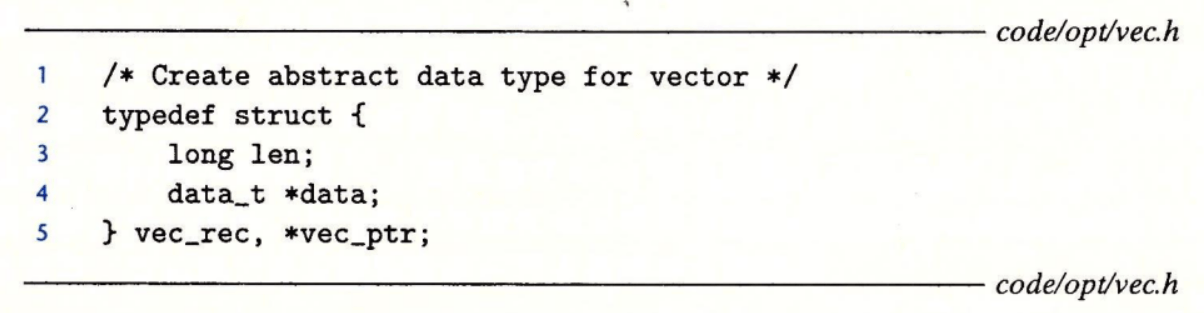 code/opt/vec.h
1 /* Create abstract data type for vector */
2 typedef struct {
3 long len;
4 data_t *data;
5 } vec_rec, *vec_ptr;
code/opt/vec.h